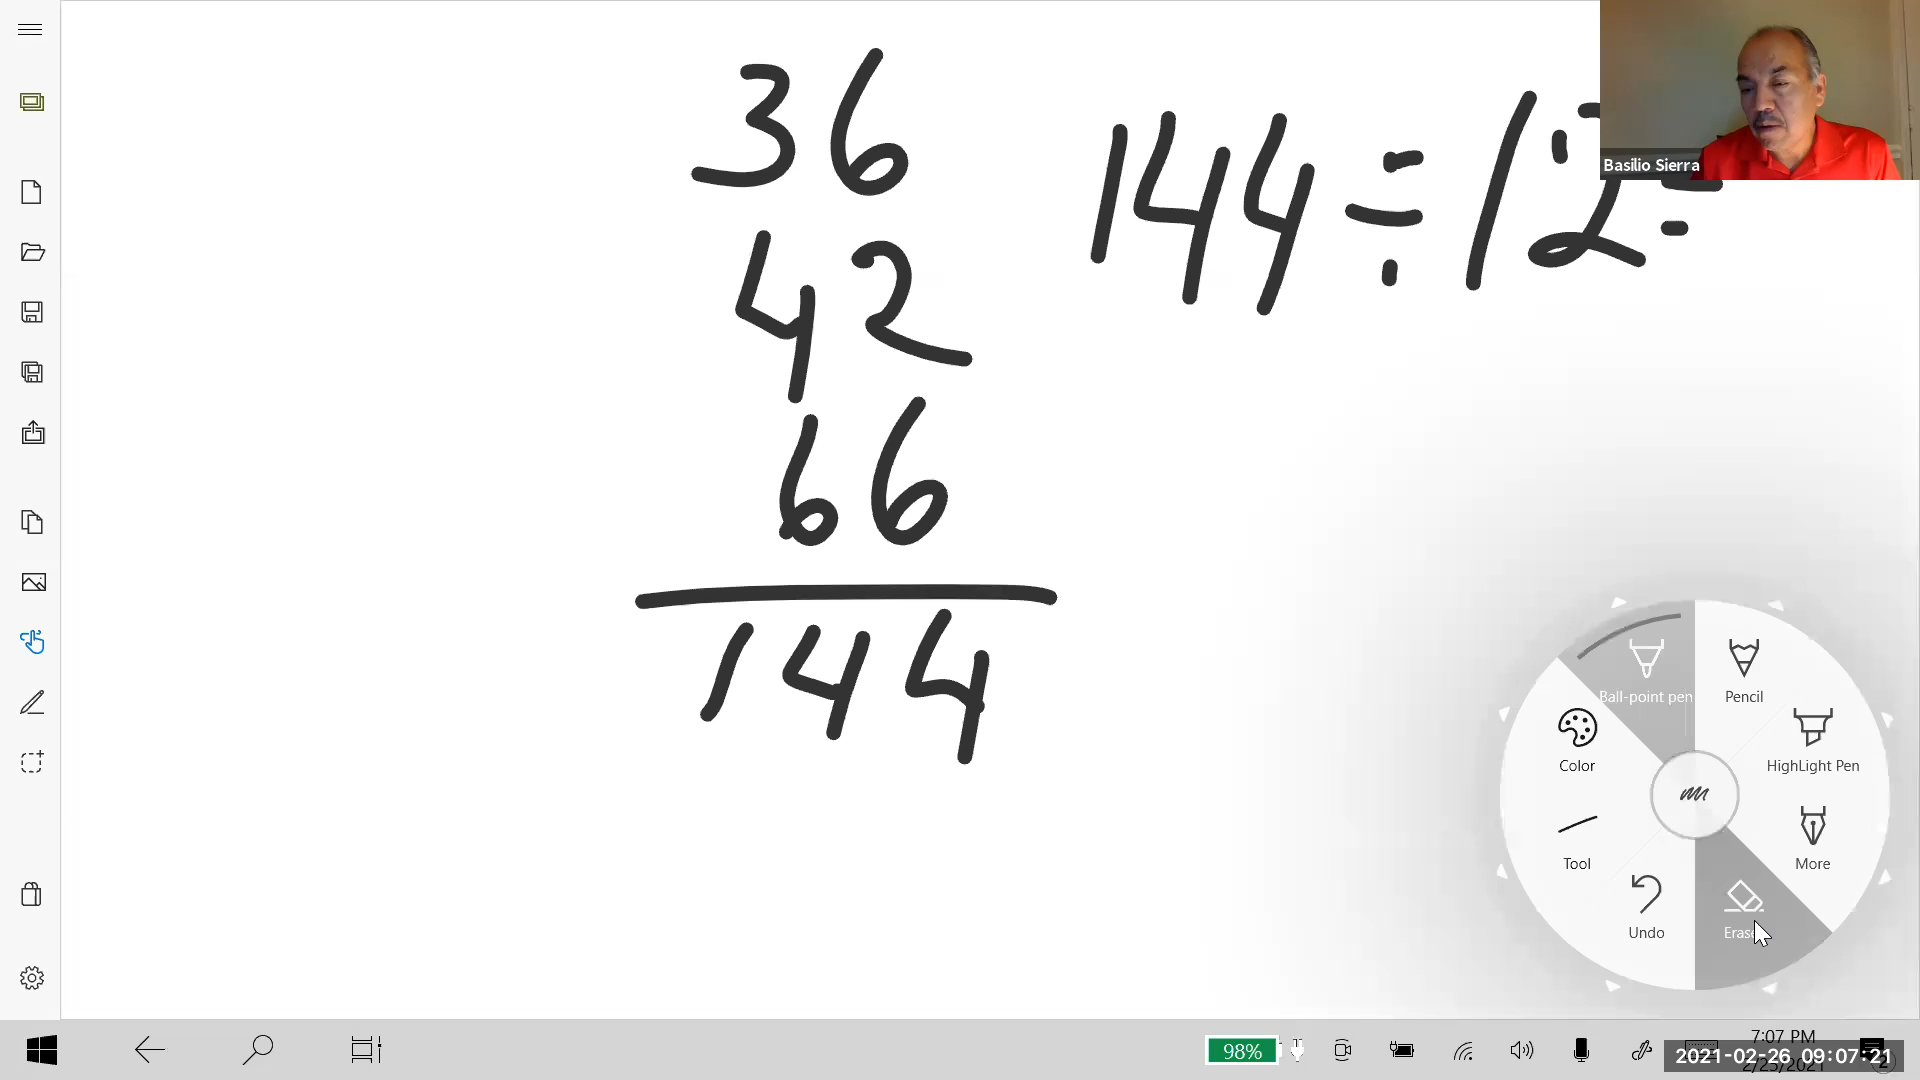 36
42
66
144
144 ÷ 12 =
Basilio Sierra
Ball-point pen
Pencil
Color
HighLight Pen
Tool
More
Undo
98%
7:07 PM
2021-02-26 09:07:21